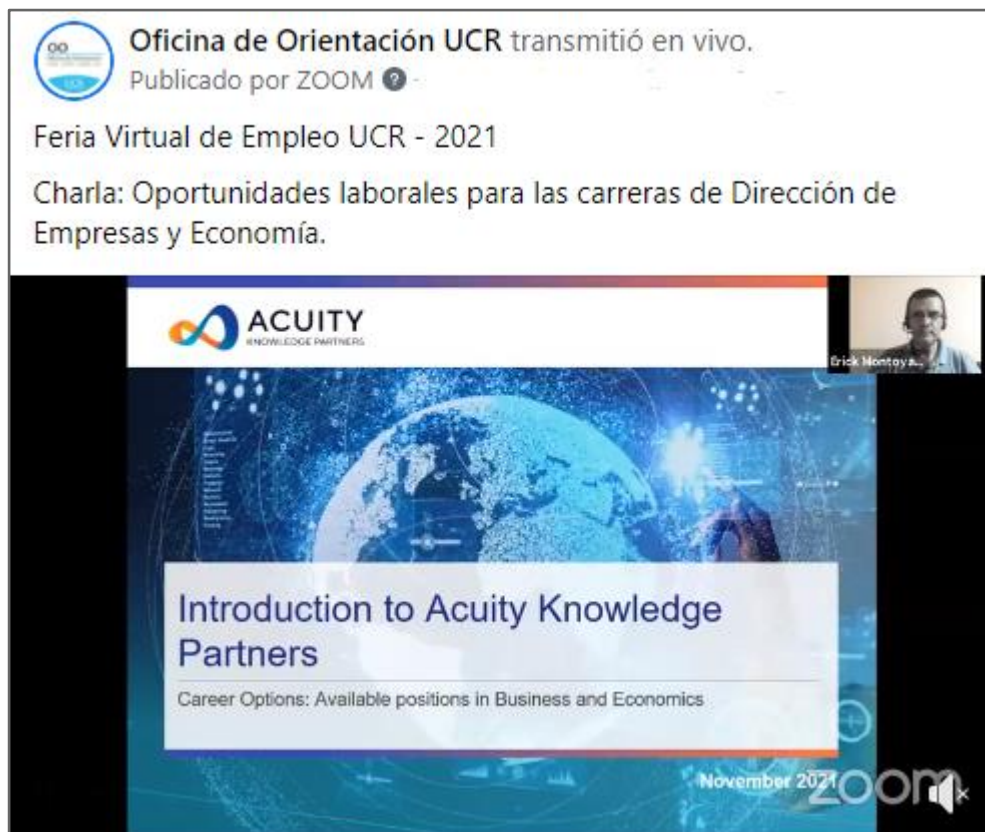 Oficina de Orientación UCR transmitió en vivo.
Publicado por ZOOM
Feria Virtual de Empleo UCR - 2021
Charla: Oportunidades laborales para las carreras de Dirección de
Empresas y Economía.
ACUITY
KNOWLEDGE PARTNERS
Erick Montoya...
Introduction to Acuity Knowledge
Partners
Career Options: Available positions in Business and Economics
November 2021
zoom